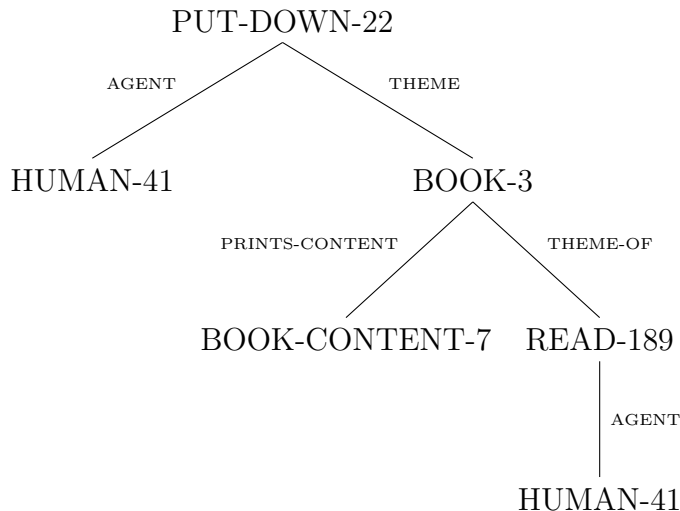 PUT-DOWN-22
AGENT THEME
HUMAN-41 BOOK-3
PRINTS-CONTENT THEME-OF
BOOK-CONTENT-7 READ-189
AGENT
HUMAN-41